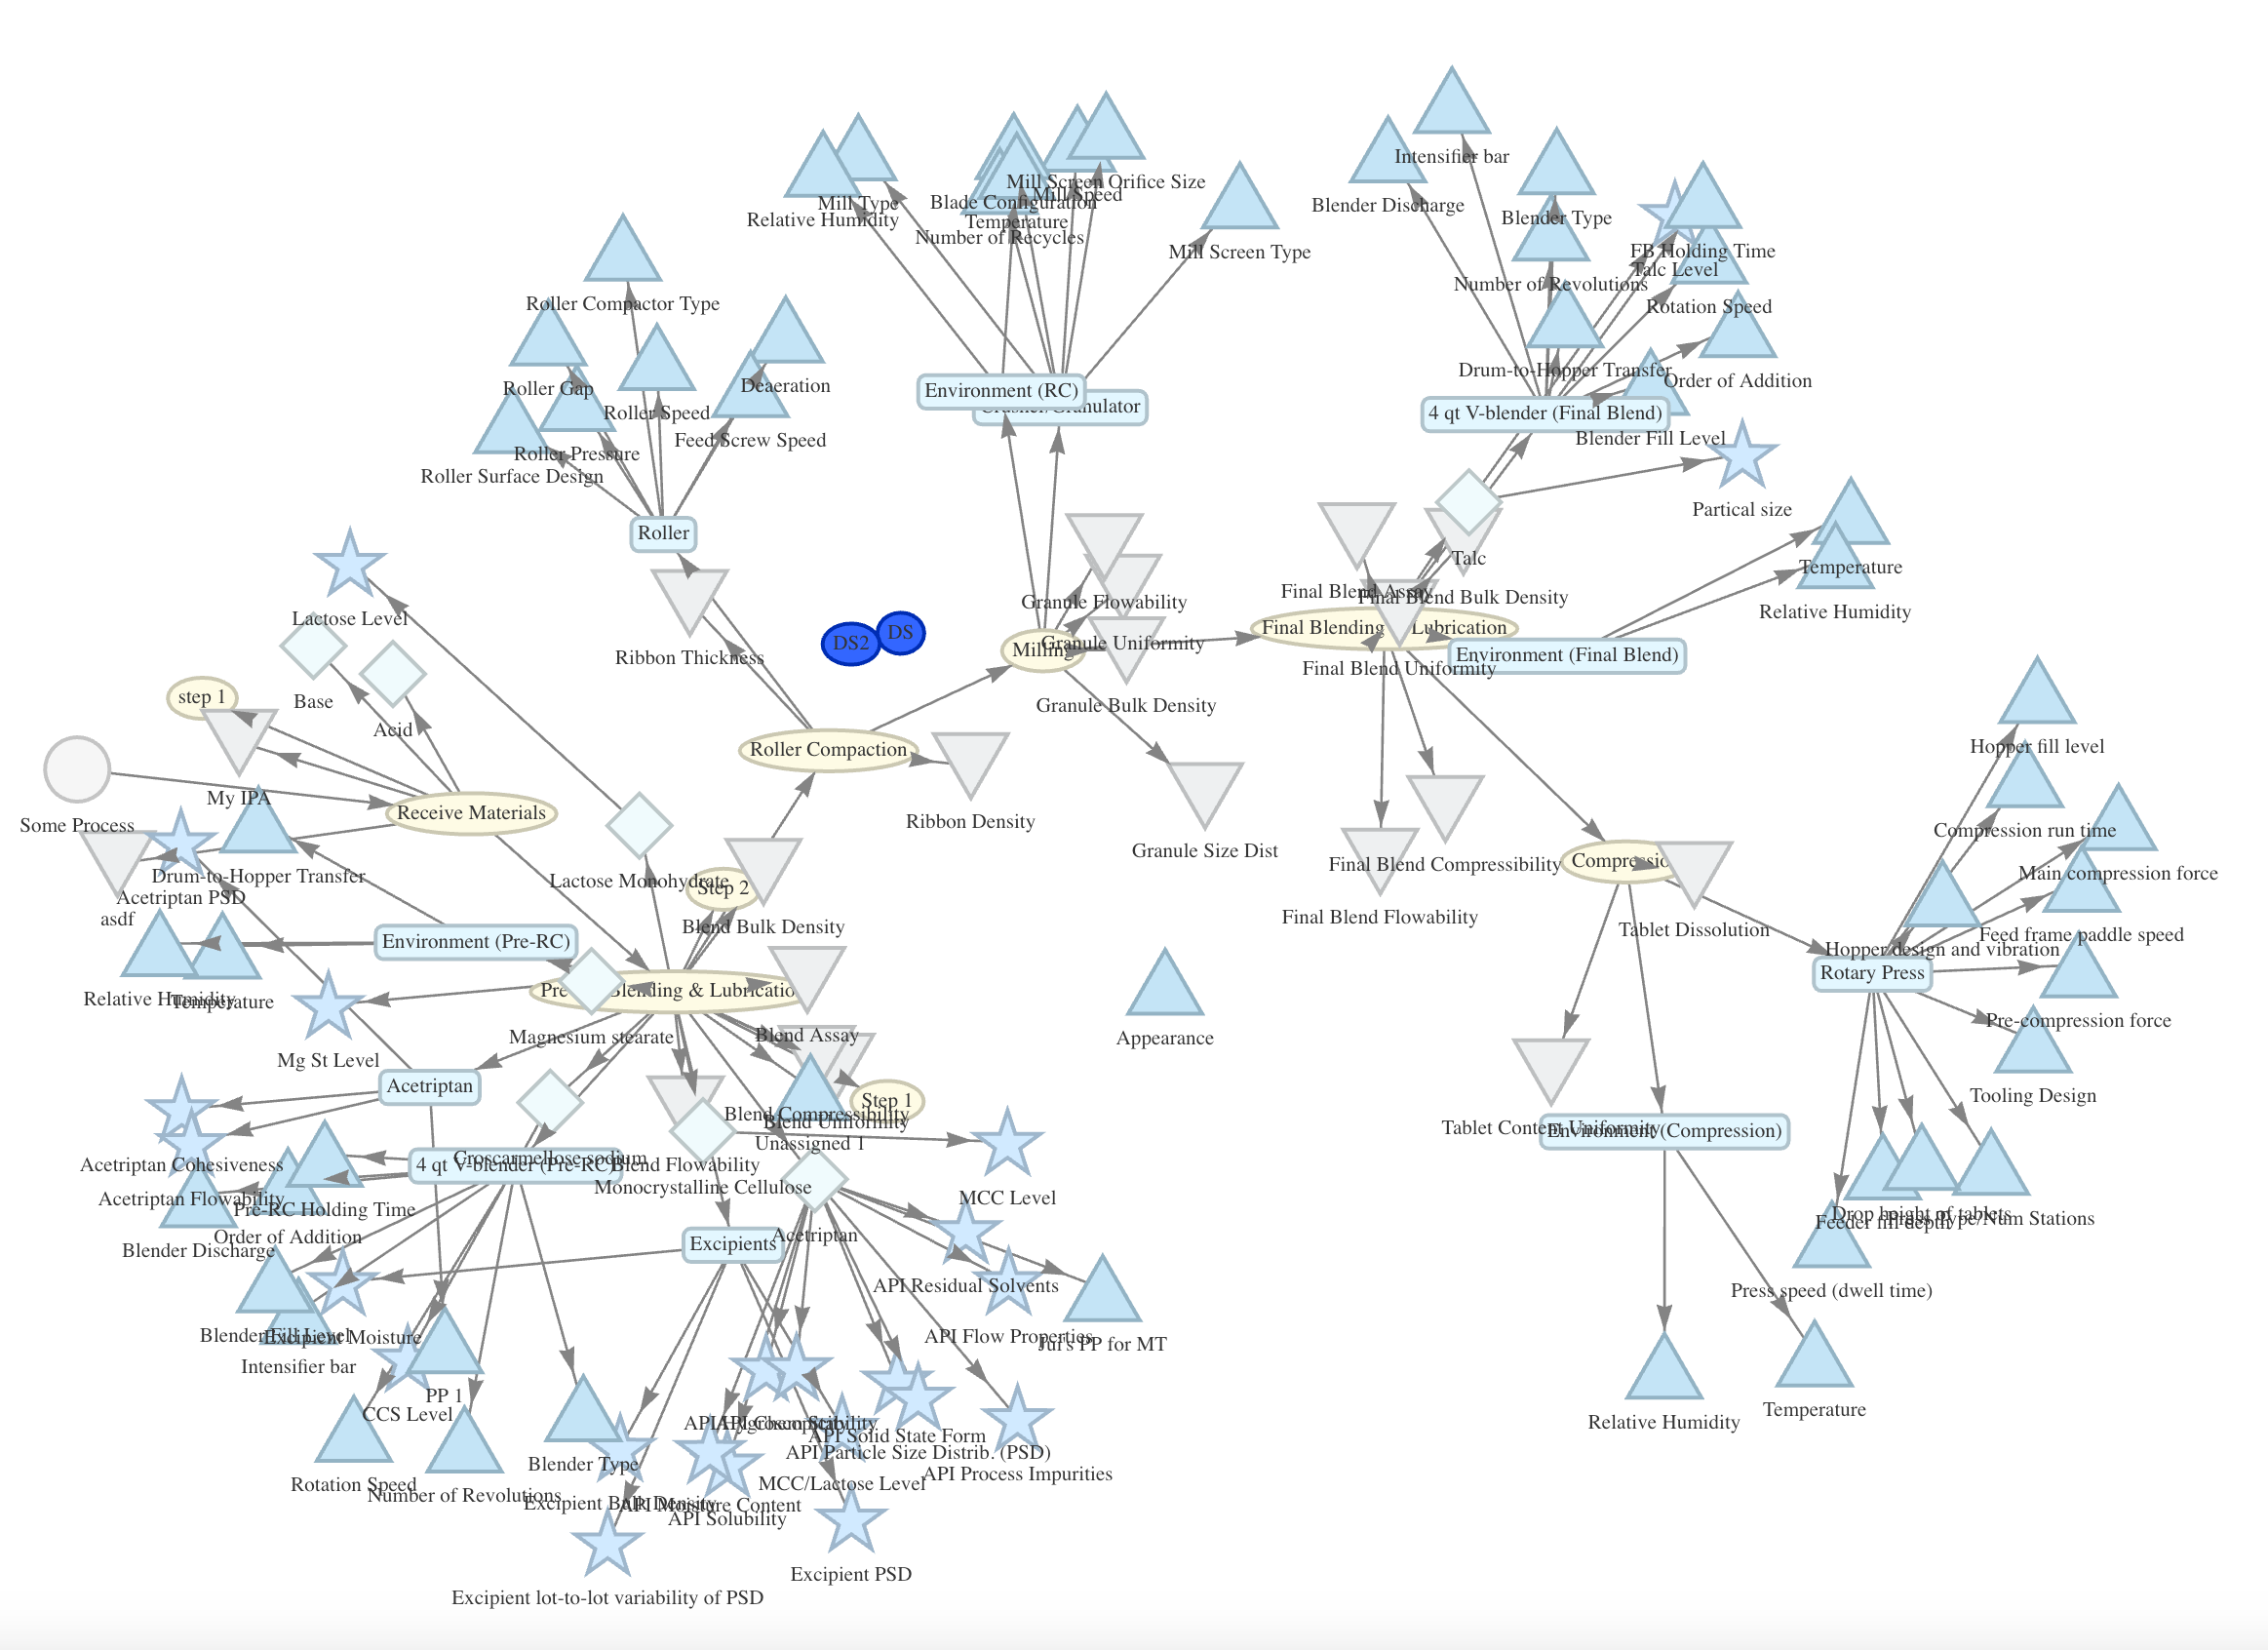 Intensifier bar
Blender Discharge
Mill Screen Orifice Size
Mill Speed
Mill Type
Blade Configuration
Relative Humidity
Temperature
Number of Recycles
Mill Screen Type
Blender Type
FB Holding Time
Talc Level
Number of Revolutions
Rotation Speed
Roller Compactor Type
Drum-to-Hopper Transfer
Order of Addition
Roller Gap
Deaeration
Environment (RC)
Crusher/Granulator
4 qt V-blender (Final Blend)
Roller Speed
Feed Screw Speed
Blender Fill Level
Roller Pressure
Roller Surface Design
Partical size
Roller
Talc
Temperature
Final Blend Assay
Final Blend Bulk Density
Granule Flowability
Relative Humidity
Lactose Level
DS
DS2
Final Blending
Lubrication
Granule Uniformity
Milling
Environment (Final Blend)
Ribbon Thickness
Final Blend Uniformity
Base
step 1
Granule Bulk Density
Acid
Roller Compaction
Hopper fill level
My IPA
Receive Materials
Some Process
Ribbon Density
Compression run time
Granule Size Dist
Final Blend Compressibility
Compressio
Drum-to-Hopper Transfer
Lactose Monohydrate
Step 2
Main compression force
Acetriptan PSD
asdf
Final Blend Flowability
Blend Bulk Density
Tablet Dissolution
Feed frame paddle speed
Environment (Pre-RC)
Hopper design and vibration
Rotary Press
Pre
Blending & Lubricatio
Relative Humidity
Temperature
Magnesium stearate
Blend Assay
Appearance
Pre-compression force
Mg St Level
Acetriptan
Tooling Design
Step 1
Blend Compressibility
Blend Uniformity
Unassigned 1
Tablet Content Uniformity
Environment (Compression)
Croscarmellose sodium
4 qt V-blender (Pre-RC)
Blend Flowability
Acetriptan Cohesiveness
Monocrystalline Cellulose
MCC Level
Acetriptan Flowability
Pre-RC Holding Time
Drop height of tablets
Feeder fill depth
Type/Num Stations
Order of Addition
Acetriptan
Excipients
Blender Discharge
API Residual Solvents
Press speed (dwell time)
Blender Fill Level
Excipient Moisture
API Flow Properties
Jui's PP for MT
Intensifier bar
PP 1
CCS Level
Relative Humidity
Temperature
API Chem Stability
API Solid State Form
API Particle Size Distrib. (PSD)
Blender Type
API Process Impurities
Rotation Speed
MCC/Lactose Level
Number of Revolutions
Excipient Bulk Density
API Moisture Content
API Solubility
Excipient PSD
Excipient lot-to-lot variability of PSD